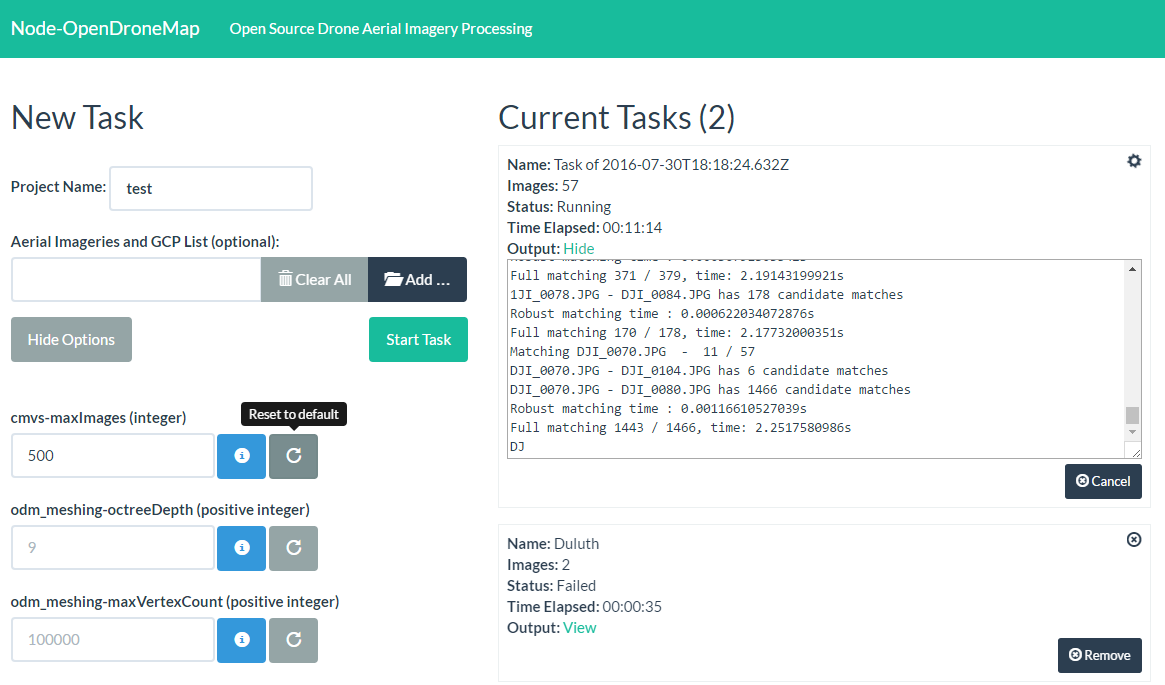 Node-OpenDroneMap Open Source Drone Aerial Imagery Processing
New Task
Project Name: test
Aerial Imageries and GCP List (optional):
Clear All Add ...
Hide Options Start Task
Reset to default
cmvs-maxImages (integer)
500
odm_meshing-octreeDepth (positive integer)
9
odm_meshing-maxVertexCount (positive integer)
100000
Current Tasks (2)
Name: Task of 2016-07-30T18:18:24.632Z
Images: 57
Status: Running
Time Elapsed: 00:11:14
Output: Hide
Full matching 371 / 379, time: 2.19143199921s
1JI_0078.JPG - DJI_0084.JPG has 178 candidate matches
Robust matching time : 0.000622034072876s
Full matching 170 / 178, time: 2.17732000351s
Matching DJI_0070.JPG - 11 / 57
DJI_0070.JPG - DJI_0104.JPG has 6 candidate matches
DJI_0070.JPG - DJI_0080.JPG has 1466 candidate matches
Robust matching time : 0.00116610527039s
Full matching 1443 / 1466, time: 2.2517580986s
DJ
Cancel
Name: Duluth
Images: 2
Status: Failed
Time Elapsed: 00:00:35
Output: View
Remove